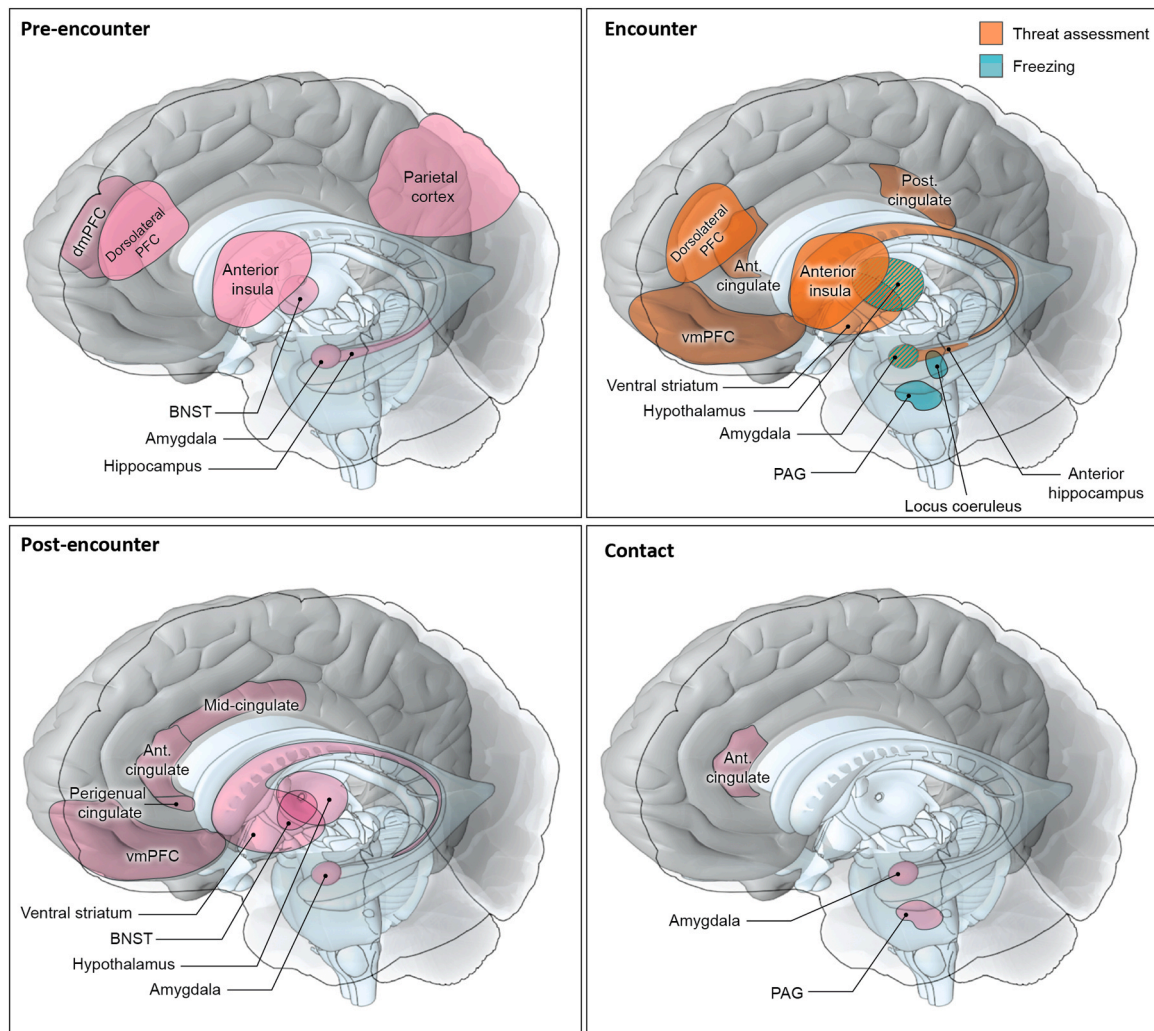 Pre-encounter
dmPFC
Dorsolateral
PFC
Parietal
cortex
Anterior
insula
BNST
Amygdala
Hippocampus
Encounter
Threat assessment
Freezing
Post.
cingulate
Dorsolateral
PFC
Ant.
cingulate
Anterior
insula
vmPFC
Ventral striatum
Hypothalamus
Amygdala
PAG
Anterior
hippocampus
Locus coeruleus
Post-encounter
Mid-cingulate
Ant.
cingulate
Perigenual
cingulate
vmPFC
Ventral striatum
BNST
Hypothalamus
Amygdala
Contact
Ant.
cingulate
Amygdala
PAG